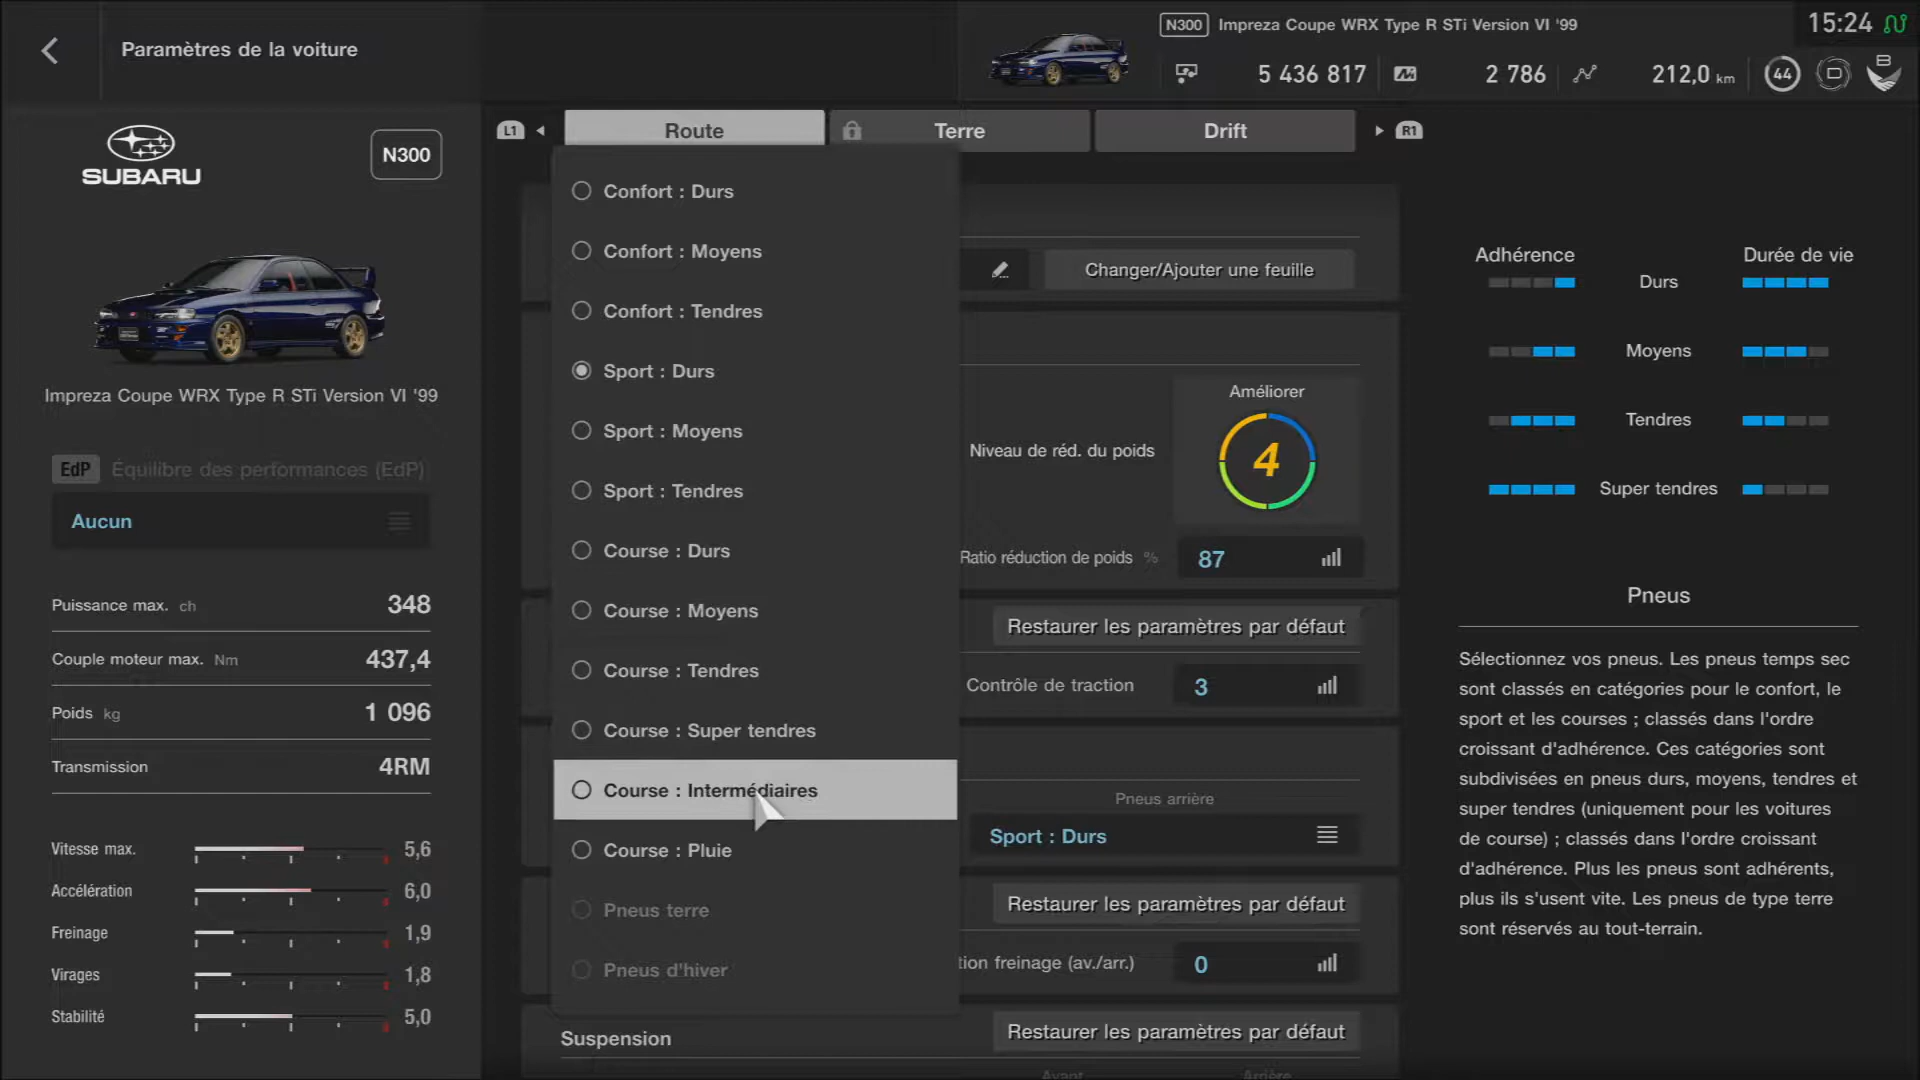 Paramètres de la voiture
N300 Impreza Coupe WRX Type R STi Version VI '99
15:24
5 436 817
2 786
212,0 km
44
D
B
SUBARU
N300
Impreza Coupe WRX Type R STi Version VI '99
EdP Équilibre des performances (EdP)
Aucun
Puissance max. ch 348
Couple moteur max. Nm 437,4
Poids kg 1 096
Transmission 4RM
Vitesse max. 5,6
Accélération 6,0
Freinage 1,9
Virages 1,8
Stabilité 5,0
L1 Route Terre Drift R1
Confort : Durs
Confort : Moyens
Confort : Tendres
Sport : Durs
Sport : Moyens
Sport : Tendres
Course : Durs
Course : Moyens
Course : Tendres
Course : Super tendres
Course : Intermédiaires
Course : Pluie
Pneus terre
Pneus d'hiver
Changer/Ajouter une feuille
Améliorer
Niveau de réd. du poids 4
Ratio réduction de poids % 87
Restaurer les paramètres par défaut
Contrôle de traction 3
Pneus arrière
Sport : Durs
Restaurer les paramètres par défaut
tion freinage (av./arr.) 0
Suspension Restaurer les paramètres par défaut
Avant Arrière
Adhérence Durée de vie
Durs
Moyens
Tendres
Super tendres
Pneus
Sélectionnez vos pneus. Les pneus temps sec
sont classés en catégories pour le confort, le
sport et les courses ; classés dans l'ordre
croissant d'adhérence. Ces catégories sont
subdivisées en pneus durs, moyens, tendres et
super tendres (uniquement pour les voitures
de course) ; classés dans l'ordre croissant
d'adhérence. Plus les pneus sont adhérents,
plus ils s'usent vite. Les pneus de type terre
sont réservés au tout-terrain.